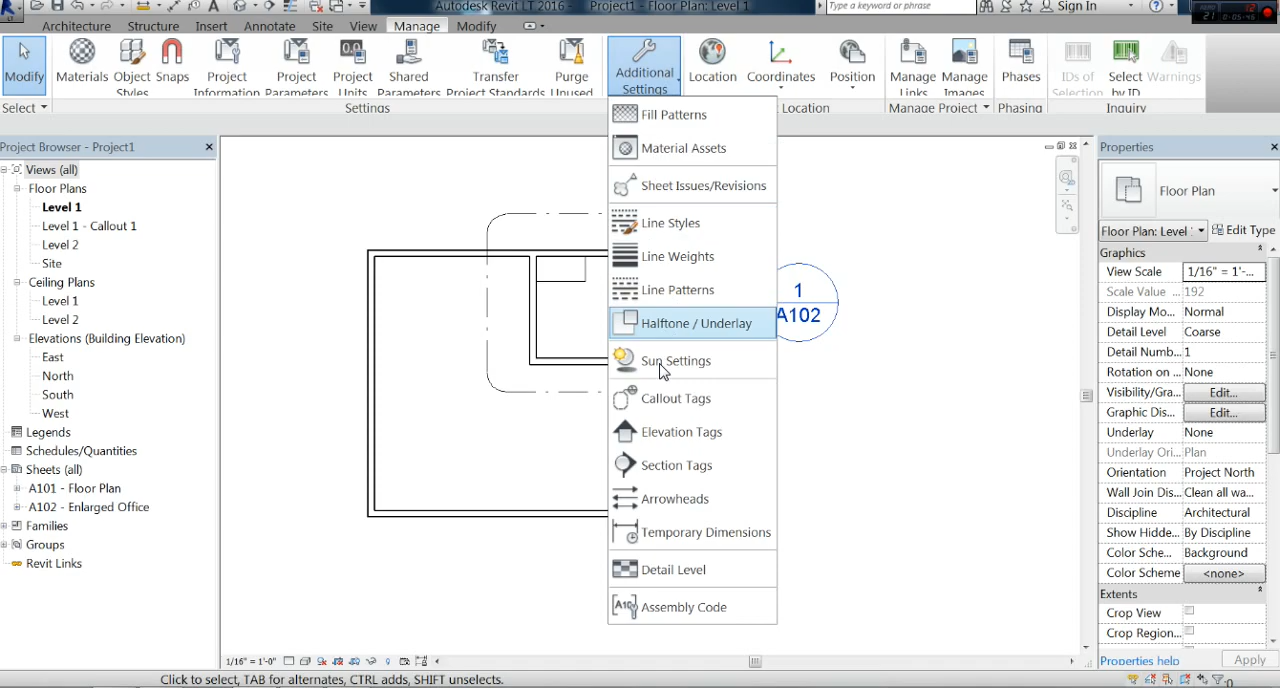 Autodesk Revit LT 2016 - Project1 - Floor Plan: Level 1
Type a keyword or phrase
Sign In
Architecture Structure Insert Annotate Site View Manage Modify
Modify
Materials
Object Styles
Snaps
Project Information
Project Parameters
Project Units
Shared Parameters
Transfer Project Standards
Purge Unused
Additional Settings
Location
Coordinates
Position
Manage Links
Manage Images
Phases
IDs of Selection
Select by ID
Warnings
Select
Settings
Location
Manage Project
Phasing
Inquiry
Project Browser - Project1
Views (all)
Floor Plans
Level 1
Level 1 - Callout 1
Level 2
Site
Ceiling Plans
Level 1
Level 2
Elevations (Building Elevation)
East
North
South
West
Legends
Schedules/Quantities
Sheets (all)
A101 - Floor Plan
A102 - Enlarged Office
Families
Groups
Revit Links
Fill Patterns
Material Assets
Sheet Issues/Revisions
Line Styles
Line Weights
Line Patterns
Halftone / Underlay
Sun Settings
Callout Tags
Elevation Tags
Section Tags
Arrowheads
Temporary Dimensions
Detail Level
Assembly Code
1
A102
Properties
Floor Plan
Floor Plan: Level
Edit Type
Graphics
View Scale 1/16" = 1'-...
Scale Value ... 192
Display Mo... Normal
Detail Level Coarse
Detail Numb... 1
Rotation on ... None
Visibility/Gra... Edit...
Graphic Dis... Edit...
Underlay None
Underlay Ori... Plan
Orientation Project North
Wall Join Dis... Clean all wa...
Discipline Architectural
Show Hidde... By Discipline
Color Sche... Background
Color Scheme <none>
Extents
Crop View
Crop Region...
Properties help
Apply
1/16" = 1'-0"
Click to select, TAB for alternates, CTRL adds, SHIFT unselects.
:0